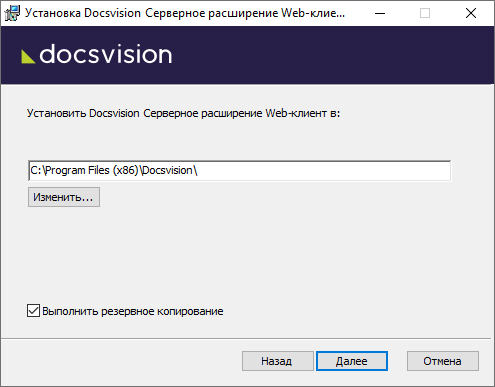 Установка Docsvision Серверное расширение Web-клие...
docsvision
Установить Docsvision Серверное расширение Web-клиент в:
C:\Program Files (x86)\Docsvision\
Изменить...
Выполнить резервное копирование
Назад Далее Отмена